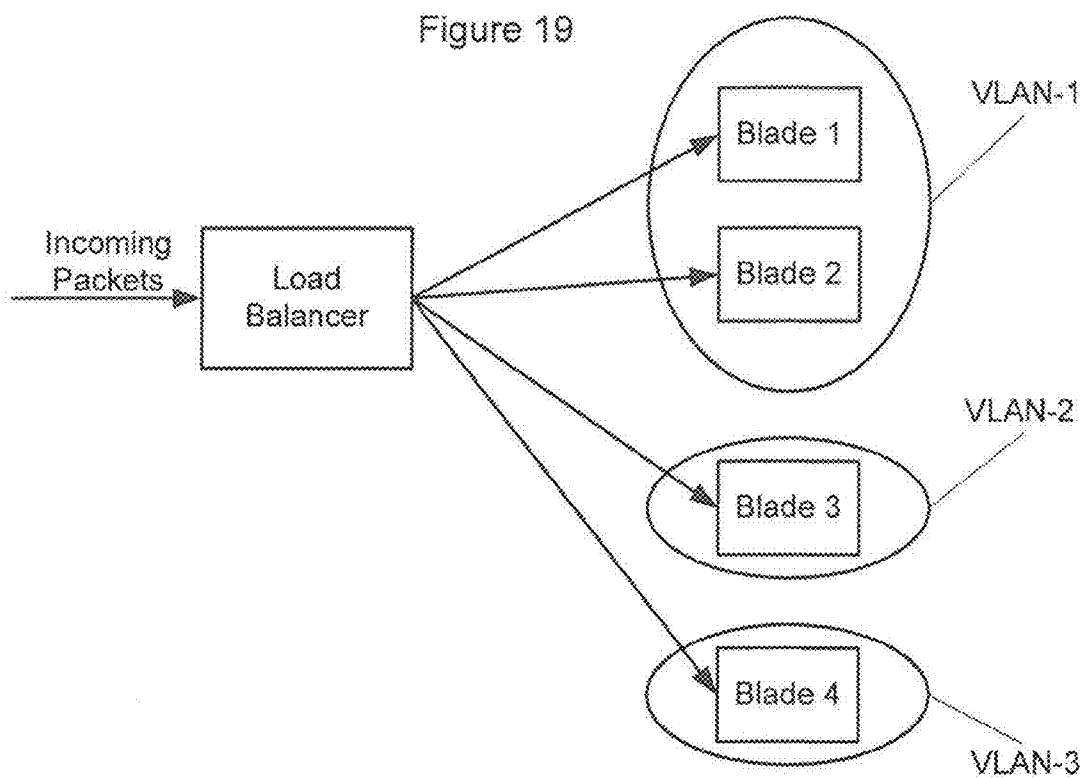 Figure 19
VLAN-1
Blade 1
Incoming
Packets
Load
Balancer
Blade 2
VLAN-2
Blade 3
Blade 4
VLAN-3